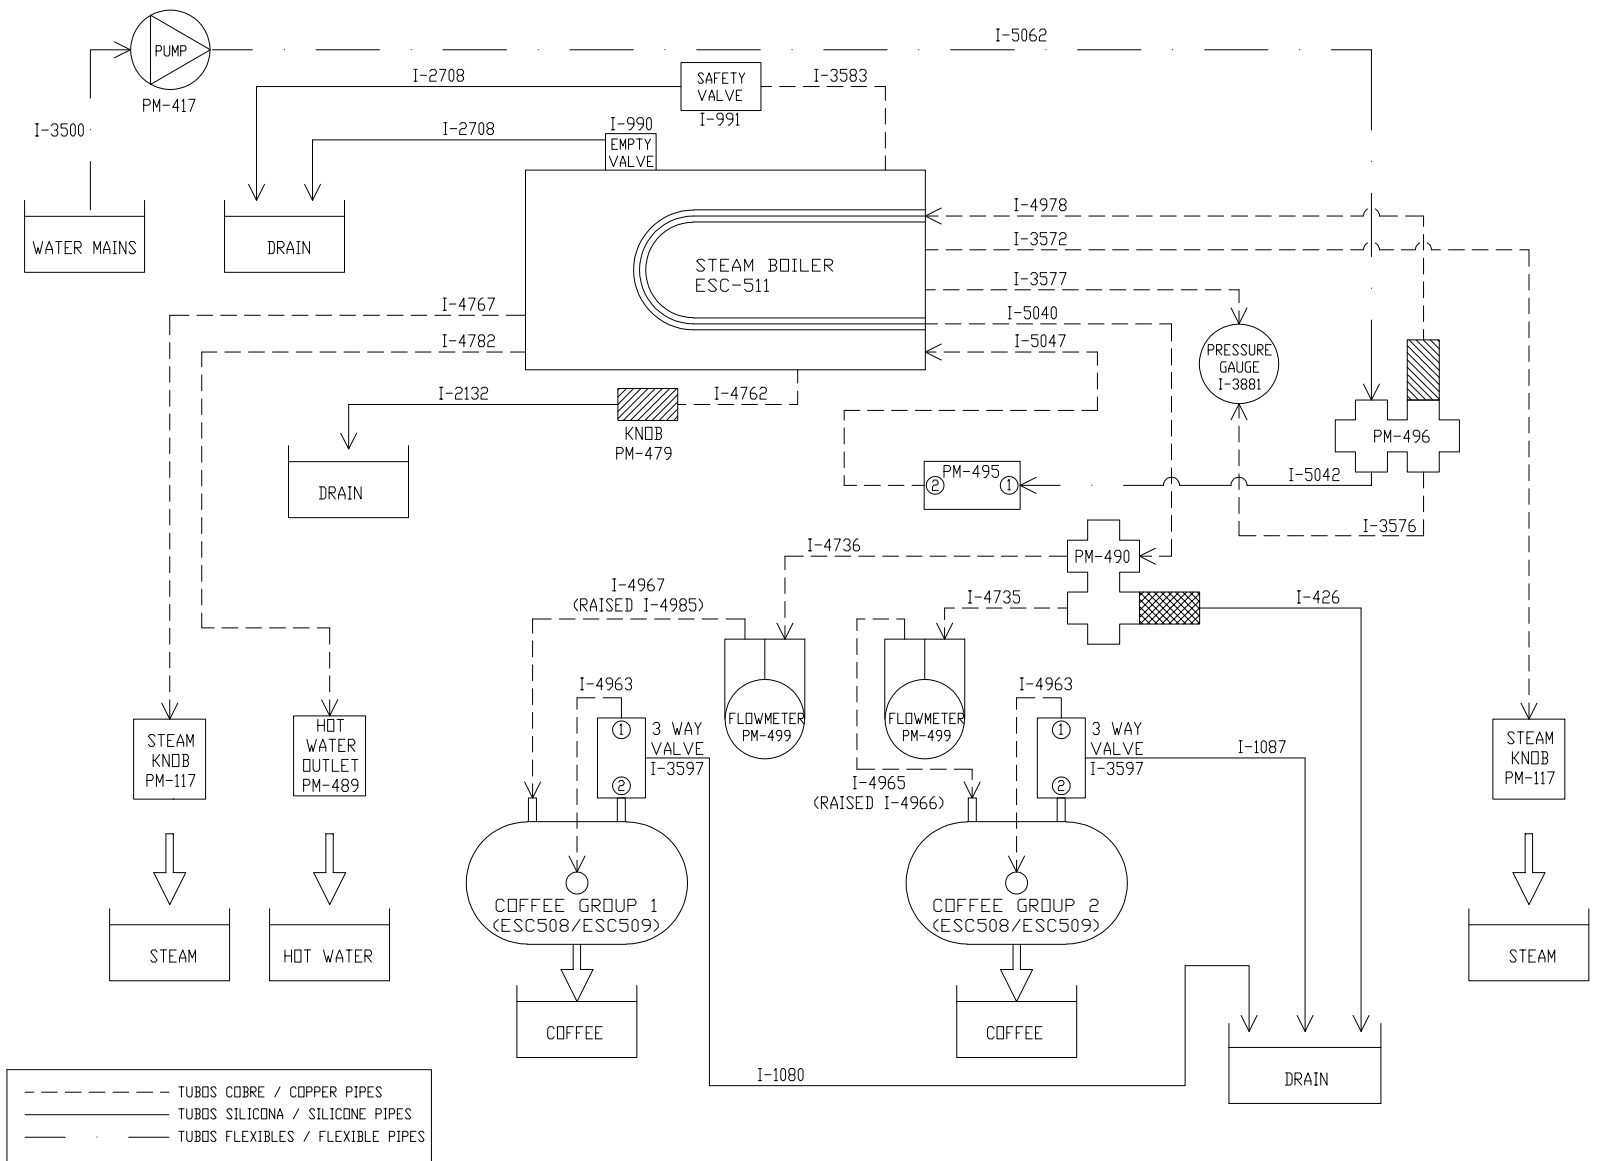 I-5062
PUMP
I-2708
SAFETY
VALVE
I-3583
PM-417
I-991
I-3500
I-2708
I-990
EMPTY
VALVE
I-4978
WATER MAINS
DRAIN
I-3572
STEAM BOILER
ESC-511
I-3577
I-4767
I-5040
I-4782
I-5047
PRESSURE
GAUGE
I-3881
I-2132
I-4762
KNOB
PM-479
PM-496
DRAIN
PM-495
2
1
I-5042
I-3576
I-4736
PM-490
I-4967
(RAISED I-4985)
I-4735
I-426
I-4963
I-4963
FLOWMETER
PM-499
FLOWMETER
PM-499
STEAM
KNOB
PM-117
HOT
WATER
OUTLET
PM-489
1
2
3 WAY
VALVE
I-3597
I-4965
(RAISED I-4966)
1
2
3 WAY
VALVE
I-3597
I-1087
STEAM
KNOB
PM-117
COFFEE GROUP 1
(ESC508/ESC509)
COFFEE GROUP 2
(ESC508/ESC509)
STEAM
HOT WATER
STEAM
COFFEE
COFFEE
I-1080
DRAIN
TUBOS COBRE / COPPER PIPES
TUBOS SILICONA / SILICONE PIPES
TUBOS FLEXIBLES / FLEXIBLE PIPES